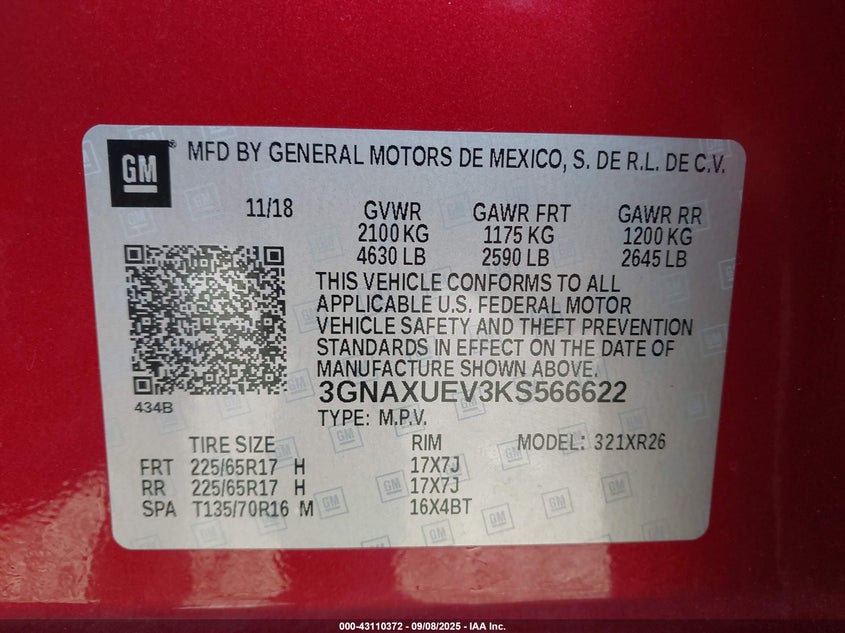 GM ® MFD BY GENERAL MOTORS DE MEXICO, S. DE R.L. DE C.V.
11/18 GVWR GAWR FRT GAWR RR
2100 KG 1175 KG 1200 KG
4630 LB 2590 LB 2645 LB
THIS VEHICLE CONFORMS TO ALL
APPLICABLE U.S. FEDERAL MOTOR
VEHICLE SAFETY AND THEFT PREVENTION
STANDARDS IN EFFECT ON THE DATE OF
MANUFACTURE SHOWN ABOVE.
3GNAXUEV3KS566622
434B
TYPE: M.P.V.
TIRE SIZE RIM MODEL: 321XR26
FRT 225/65R17 H 17X7J
RR 225/65R17 H 17X7J
SPA T135/70R16 M 16X4BT
000-43110372 - 09/08/2025 - IAA Inc.